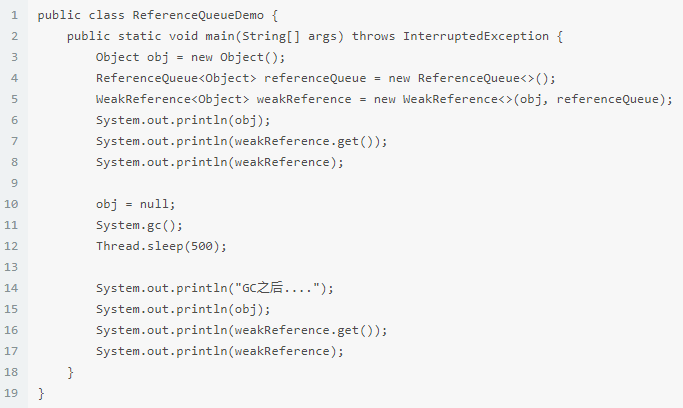 1 public class ReferenceQueueDemo {
2 public static void main(String[] args) throws InterruptedException {
3 Object obj = new Object();
4 ReferenceQueue<Object> referenceQueue = new ReferenceQueue<>();
5 WeakReference<Object> weakReference = new WeakReference<>(obj, referenceQueue);
6 System.out.println(obj);
7 System.out.println(weakReference.get());
8 System.out.println(weakReference);
9
10 obj = null;
11 System.gc();
12 Thread.sleep(500);
13
14 System.out.println("GC之后....");
15 System.out.println(obj);
16 System.out.println(weakReference.get());
17 System.out.println(weakReference);
18 }
19 }